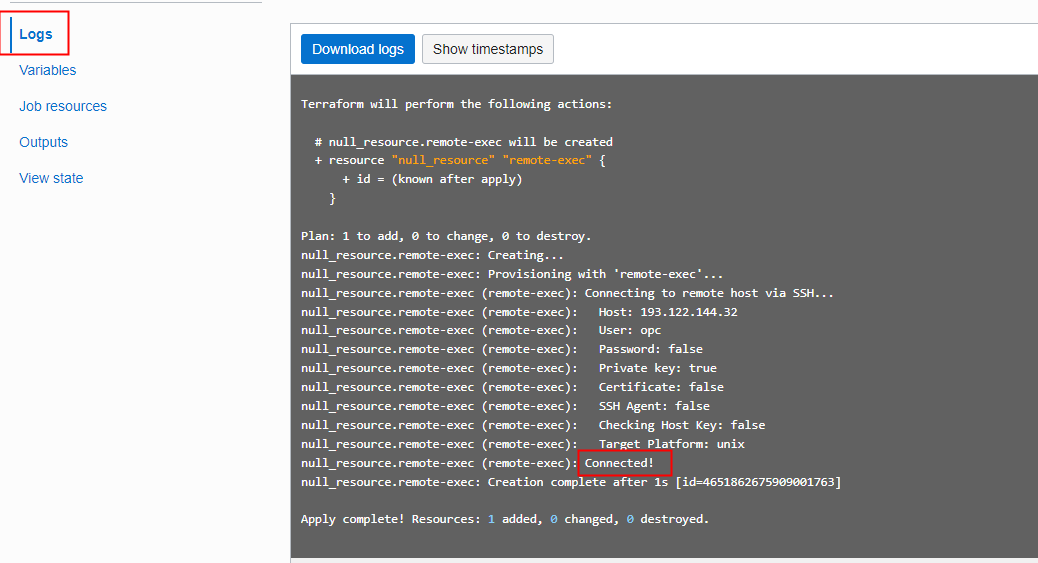 Logs
Variables
Job resources
Outputs
View state
Download logs
Show timestamps
Terraform will perform the following actions:
# null_resource.remote-exec will be created
+ resource "null_resource" "remote-exec" {
+ id = (known after apply)
}
Plan: 1 to add, 0 to change, 0 to destroy.
null_resource.remote-exec: Creating...
null_resource.remote-exec: Provisioning with 'remote-exec'...
null_resource.remote-exec (remote-exec): Connecting to remote host via SSH...
null_resource.remote-exec (remote-exec):   Host: 193.122.144.32
null_resource.remote-exec (remote-exec):   User: opc
null_resource.remote-exec (remote-exec):   Password: false
null_resource.remote-exec (remote-exec):   Private key: true
null_resource.remote-exec (remote-exec):   Certificate: false
null_resource.remote-exec (remote-exec):   SSH Agent: false
null_resource.remote-exec (remote-exec):   Checking Host Key: false
null_resource.remote-exec (remote-exec):   Target Platform: unix
null_resource.remote-exec (remote-exec): Connected!
null_resource.remote-exec: Creation complete after 1s [id=4651862675909001763]
Apply complete! Resources: 1 added, 0 changed, 0 destroyed.